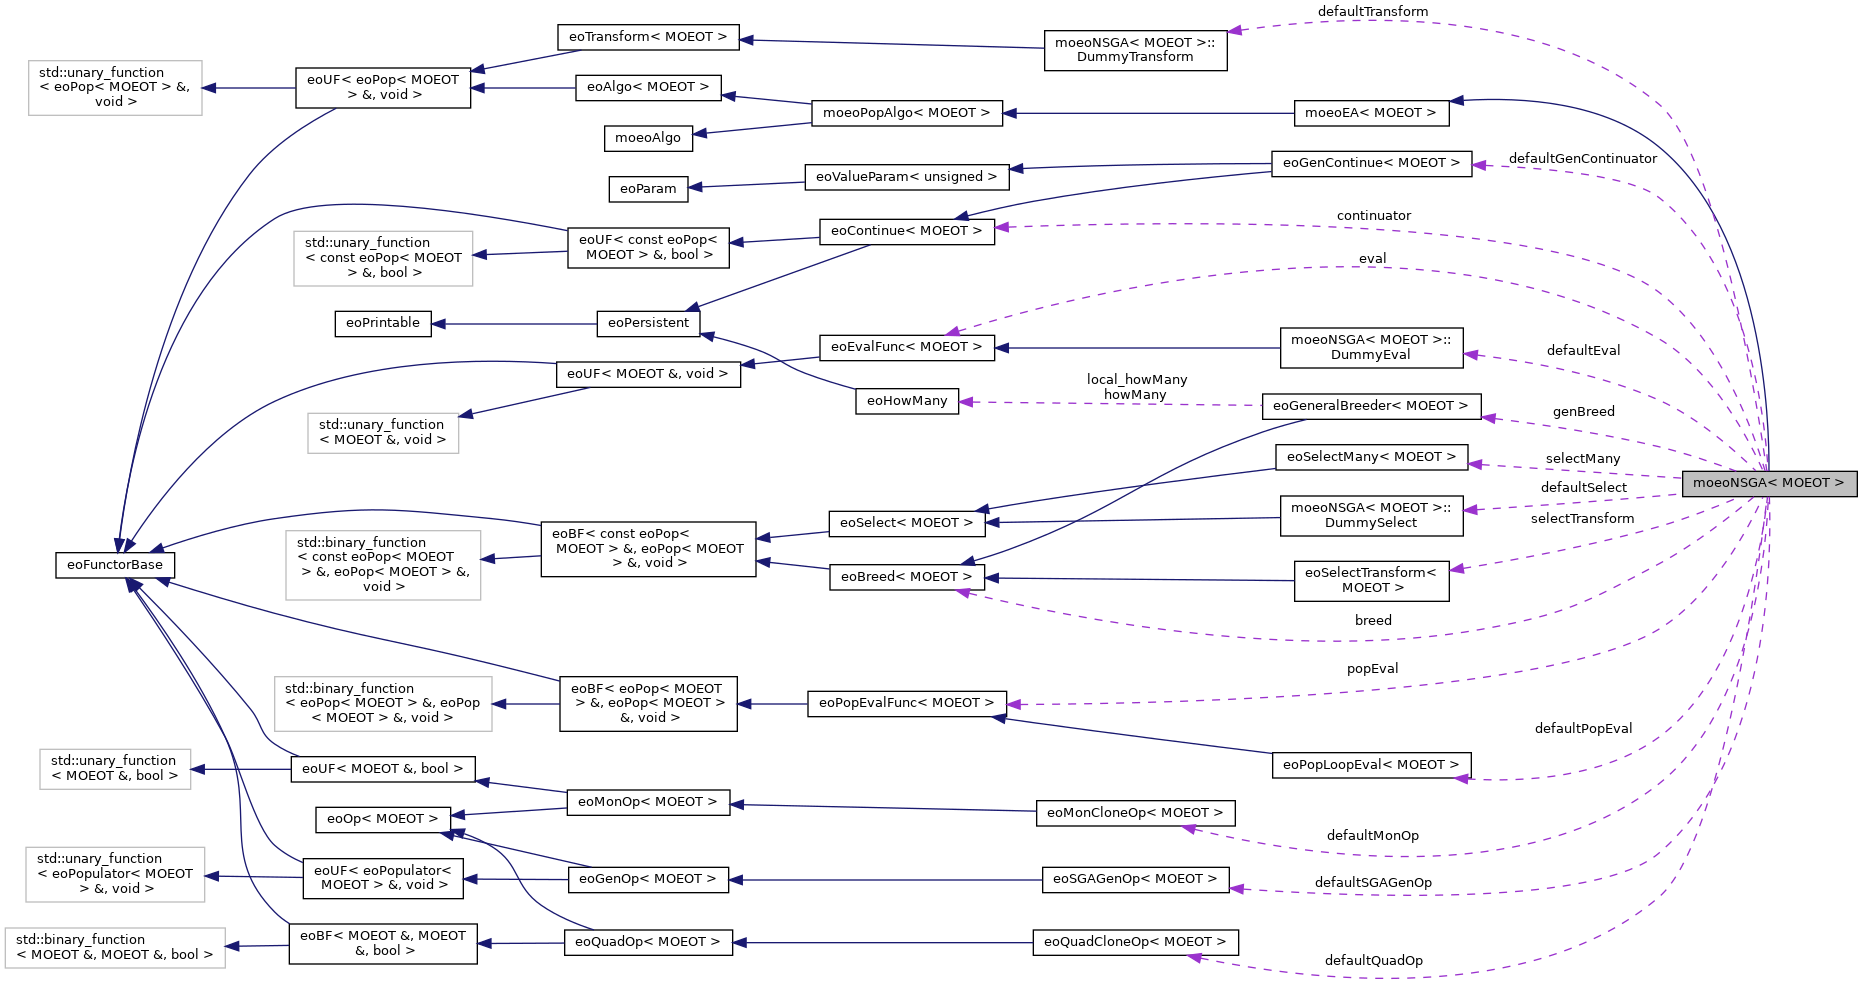 defaultTransform
eoTransform< MOEOT >
moeoNSGA< MOEOT >::
DummyTransform
std::unary_function
< eoPop< MOEOT > &,
void >
eoUF< eoPop< MOEOT
> &, void >
eoAlgo< MOEOT >
moeoPopAlgo< MOEOT >
moeoEA< MOEOT >
moeoAlgo
eoGenContinue< MOEOT >
defaultGenContinuator
eoValueParam< unsigned >
eoParam
continuator
eoContinue< MOEOT >
std::unary_function
< const eoPop< MOEOT
> &, bool >
eoUF< const eoPop<
MOEOT > &, bool >
eval
eoPrintable
eoPersistent
eoEvalFunc< MOEOT >
moeoNSGA< MOEOT >::
DummyEval
defaultEval
eoUF< MOEOT &, void >
local_howMany
howMany
eoHowMany
eoGeneralBreeder< MOEOT >
genBreed
std::unary_function
< MOEOT &, void >
eoSelectMany< MOEOT >
selectMany
moeoNSGA< MOEOT >
defaultSelect
moeoNSGA< MOEOT >::
DummySelect
selectTransform
eoSelect< MOEOT >
std::binary_function
< const eoPop< MOEOT
> &, eoPop< MOEOT > &,
void >
eoBF< const eoPop<
MOEOT > &, eoPop< MOEOT
> &, void >
eoFunctorBase
eoBreed< MOEOT >
eoSelectTransform<
MOEOT >
breed
popEval
std::binary_function
< eoPop< MOEOT > &, eoPop
< MOEOT > &, void >
eoBF< eoPop< MOEOT
> &, eoPop< MOEOT >
&, void >
eoPopEvalFunc< MOEOT >
defaultPopEval
eoPopLoopEval< MOEOT >
std::unary_function
< MOEOT &, bool >
eoUF< MOEOT &, bool >
eoMonOp< MOEOT >
eoMonCloneOp< MOEOT >
eoOp< MOEOT >
defaultMonOp
std::unary_function
< eoPopulator< MOEOT
> &, void >
eoUF< eoPopulator<
MOEOT > &, void >
eoGenOp< MOEOT >
eoSGAGenOp< MOEOT >
defaultSGAGenOp
std::binary_function
< MOEOT &, MOEOT &, bool >
eoBF< MOEOT &, MOEOT
&, bool >
eoQuadOp< MOEOT >
eoQuadCloneOp< MOEOT >
defaultQuadOp